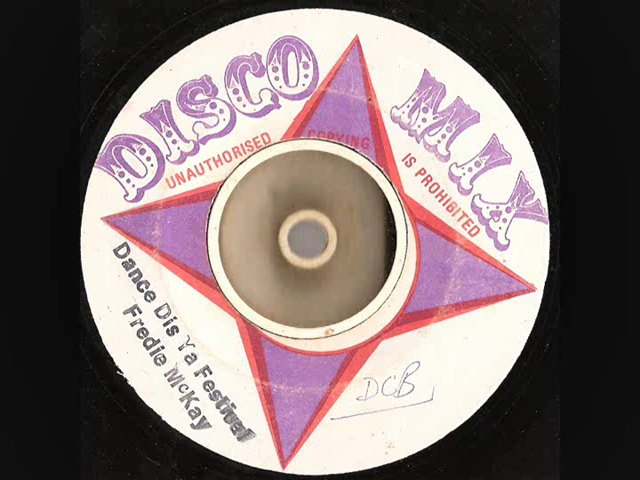 DISCO MIX
UNAUTHORISED COPYING IS PROHIBITED
Dance Dis Ya Festival
Fredie McKay
DCB